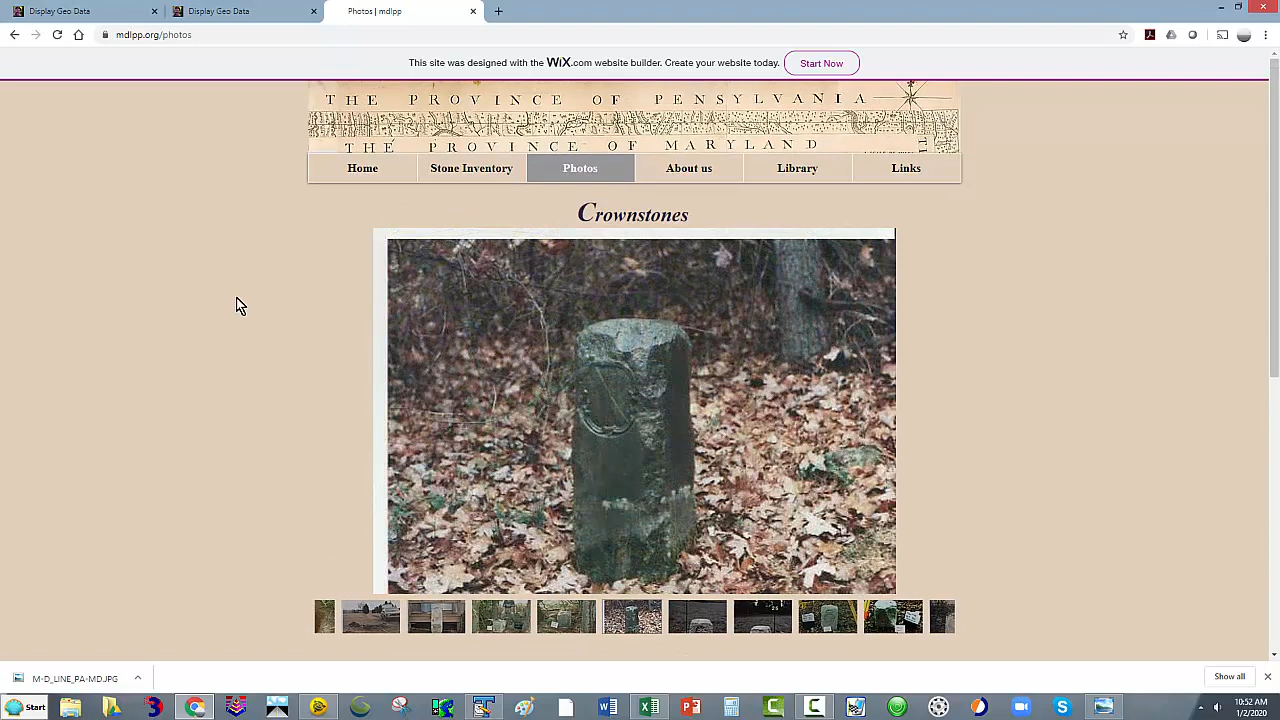 Display Geo Data
Display Geo Data
Photos | mdlpp
mdlpp.org/photos
This site was designed with the WiX.com website builder. Create your website today.
Start Now
THE PROVINCE OF PENSYLVANIA
THE PROVINCE OF MARYLAND
Home
Stone Inventory
Photos
About us
Library
Links
Crownstones
M-D_LINE_PA-MD.JPG
Show all
Start
10:52 AM
1/2/2020